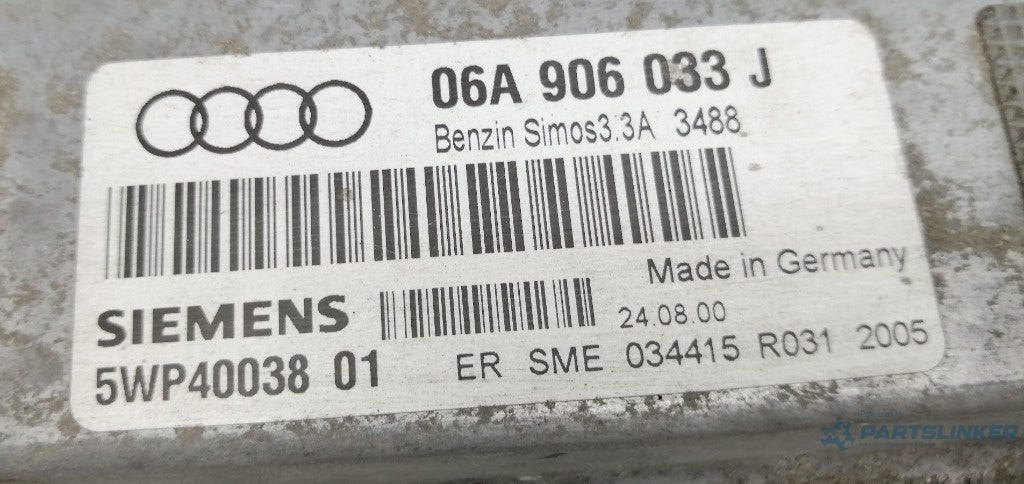 06A 906 033 J
Benzin Simos3.3A 3488
Made in Germany
SIEMENS
24.08.00
5WP40038 01
ER SME 034415 R031 2005
PARTSLINKER